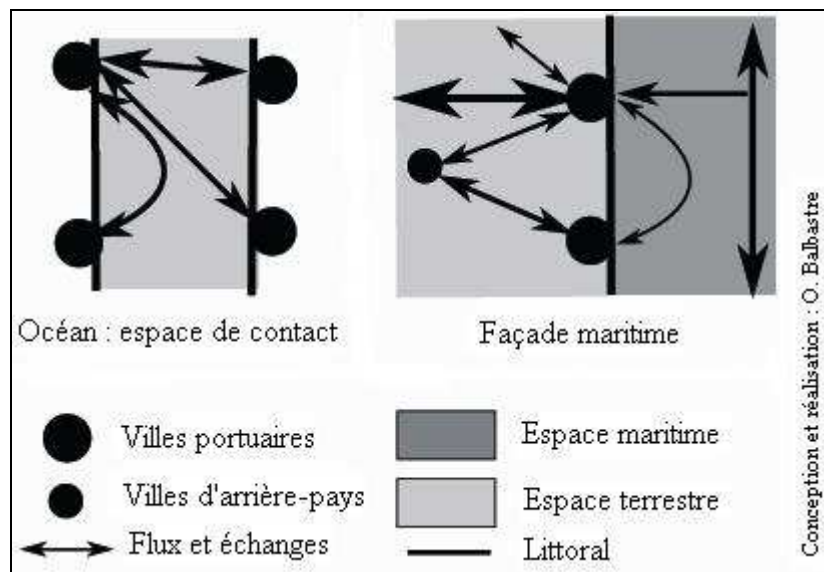 Océan : espace de contact
Façade maritime
Villes portuaires
Villes d'arrière-pays
Flux et échanges
Espace maritime
Espace terrestre
Littoral
Conception et réalisation : O. Balbastre